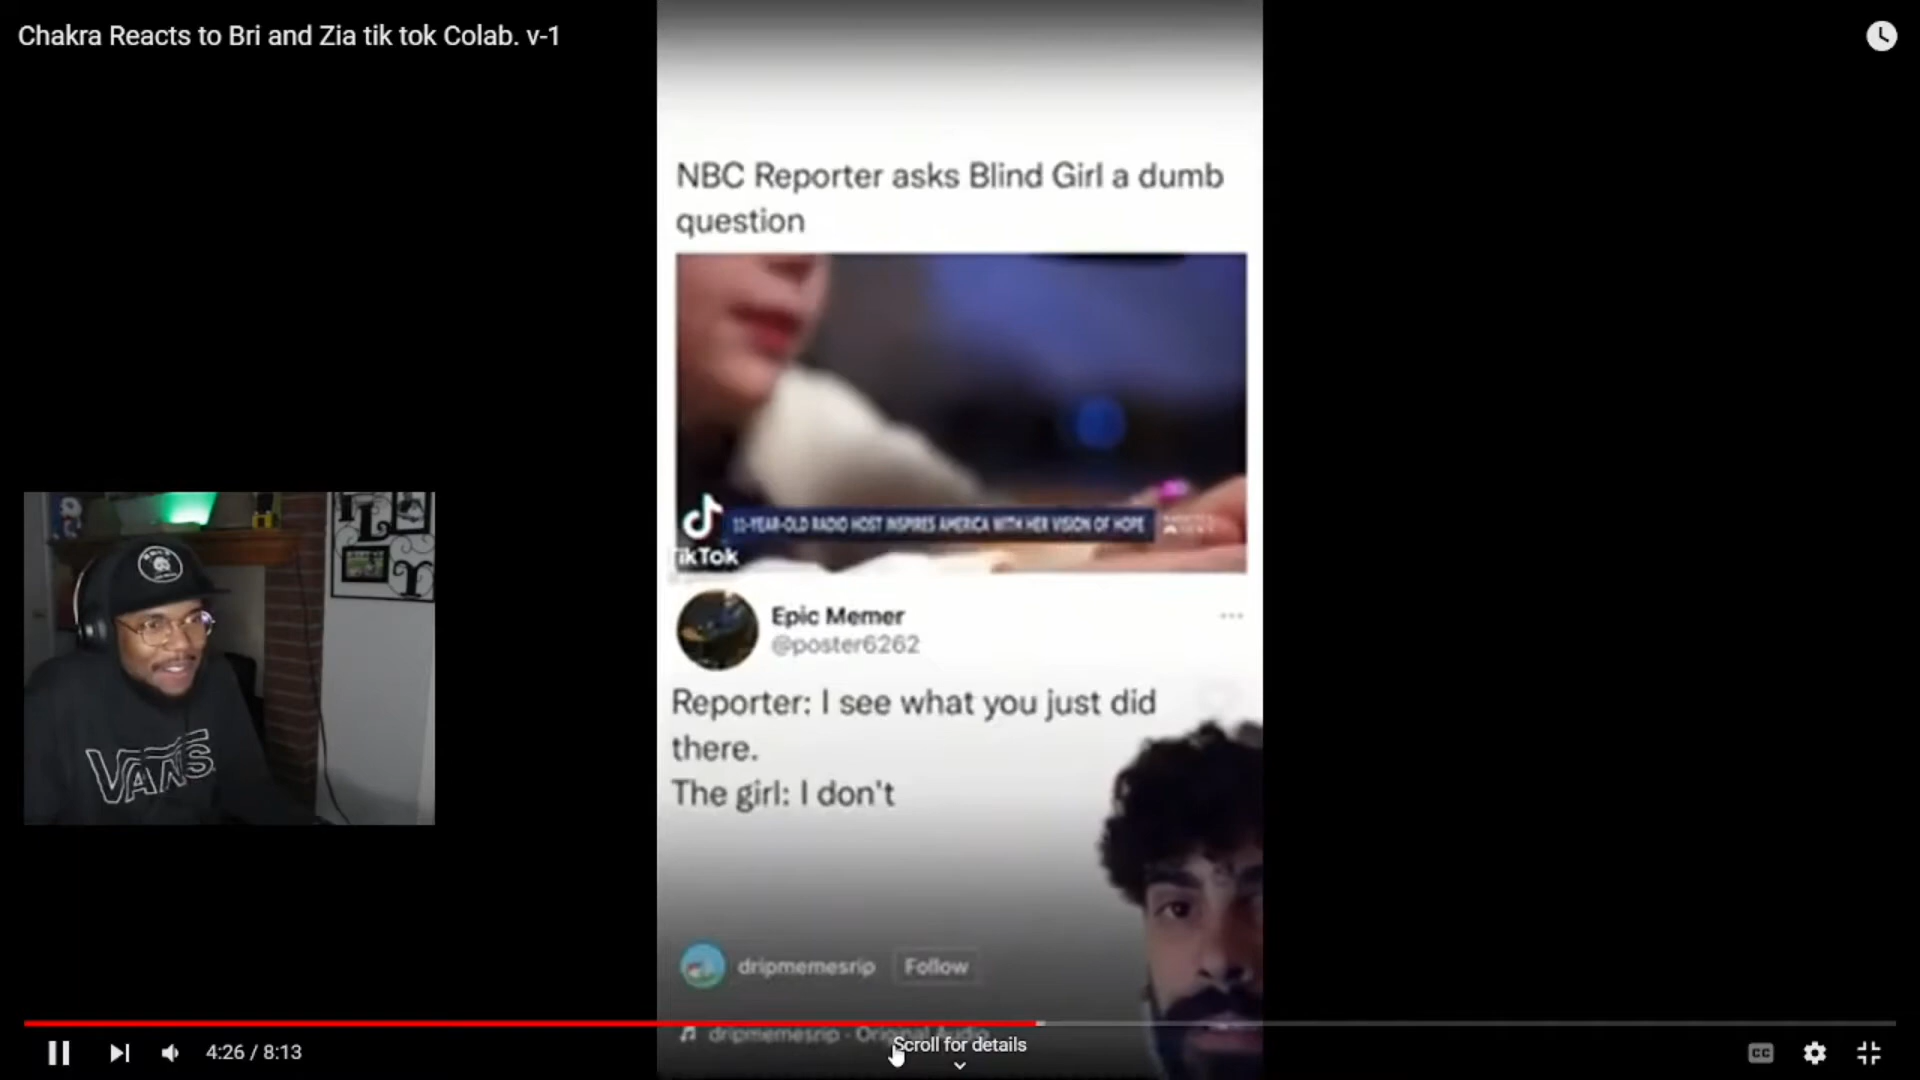 Chakra Reacts to Bri and Zia tik tok Colab. v-1
NBC Reporter asks Blind Girl a dumb
question
11-YEAR-OLD RADIO HOST INSPIRES AMERICA WITH HER VISION OF HOPE
TikTok
Epic Memer
@poster6262
Reporter: I see what you just did
there.
The girl: I don't
VANS
dripmemesrip Follow
dripmemesrip - Original Audio
Scroll for details
4:26 / 8:13
CC